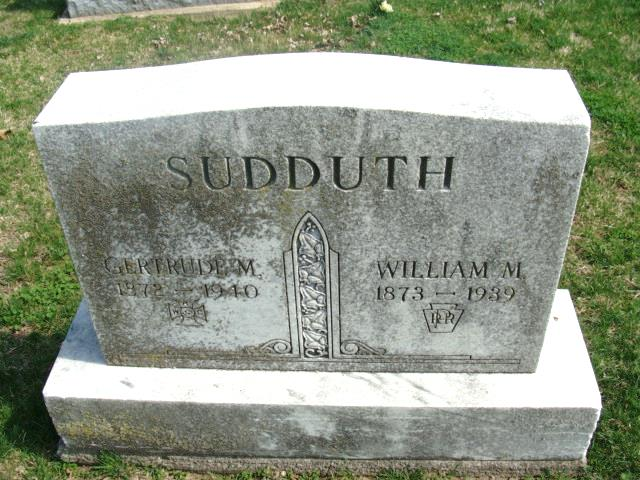 SUDDUTH
GERTRUDE M.
1872 — 1940
WILLIAM M.
1873 — 1939